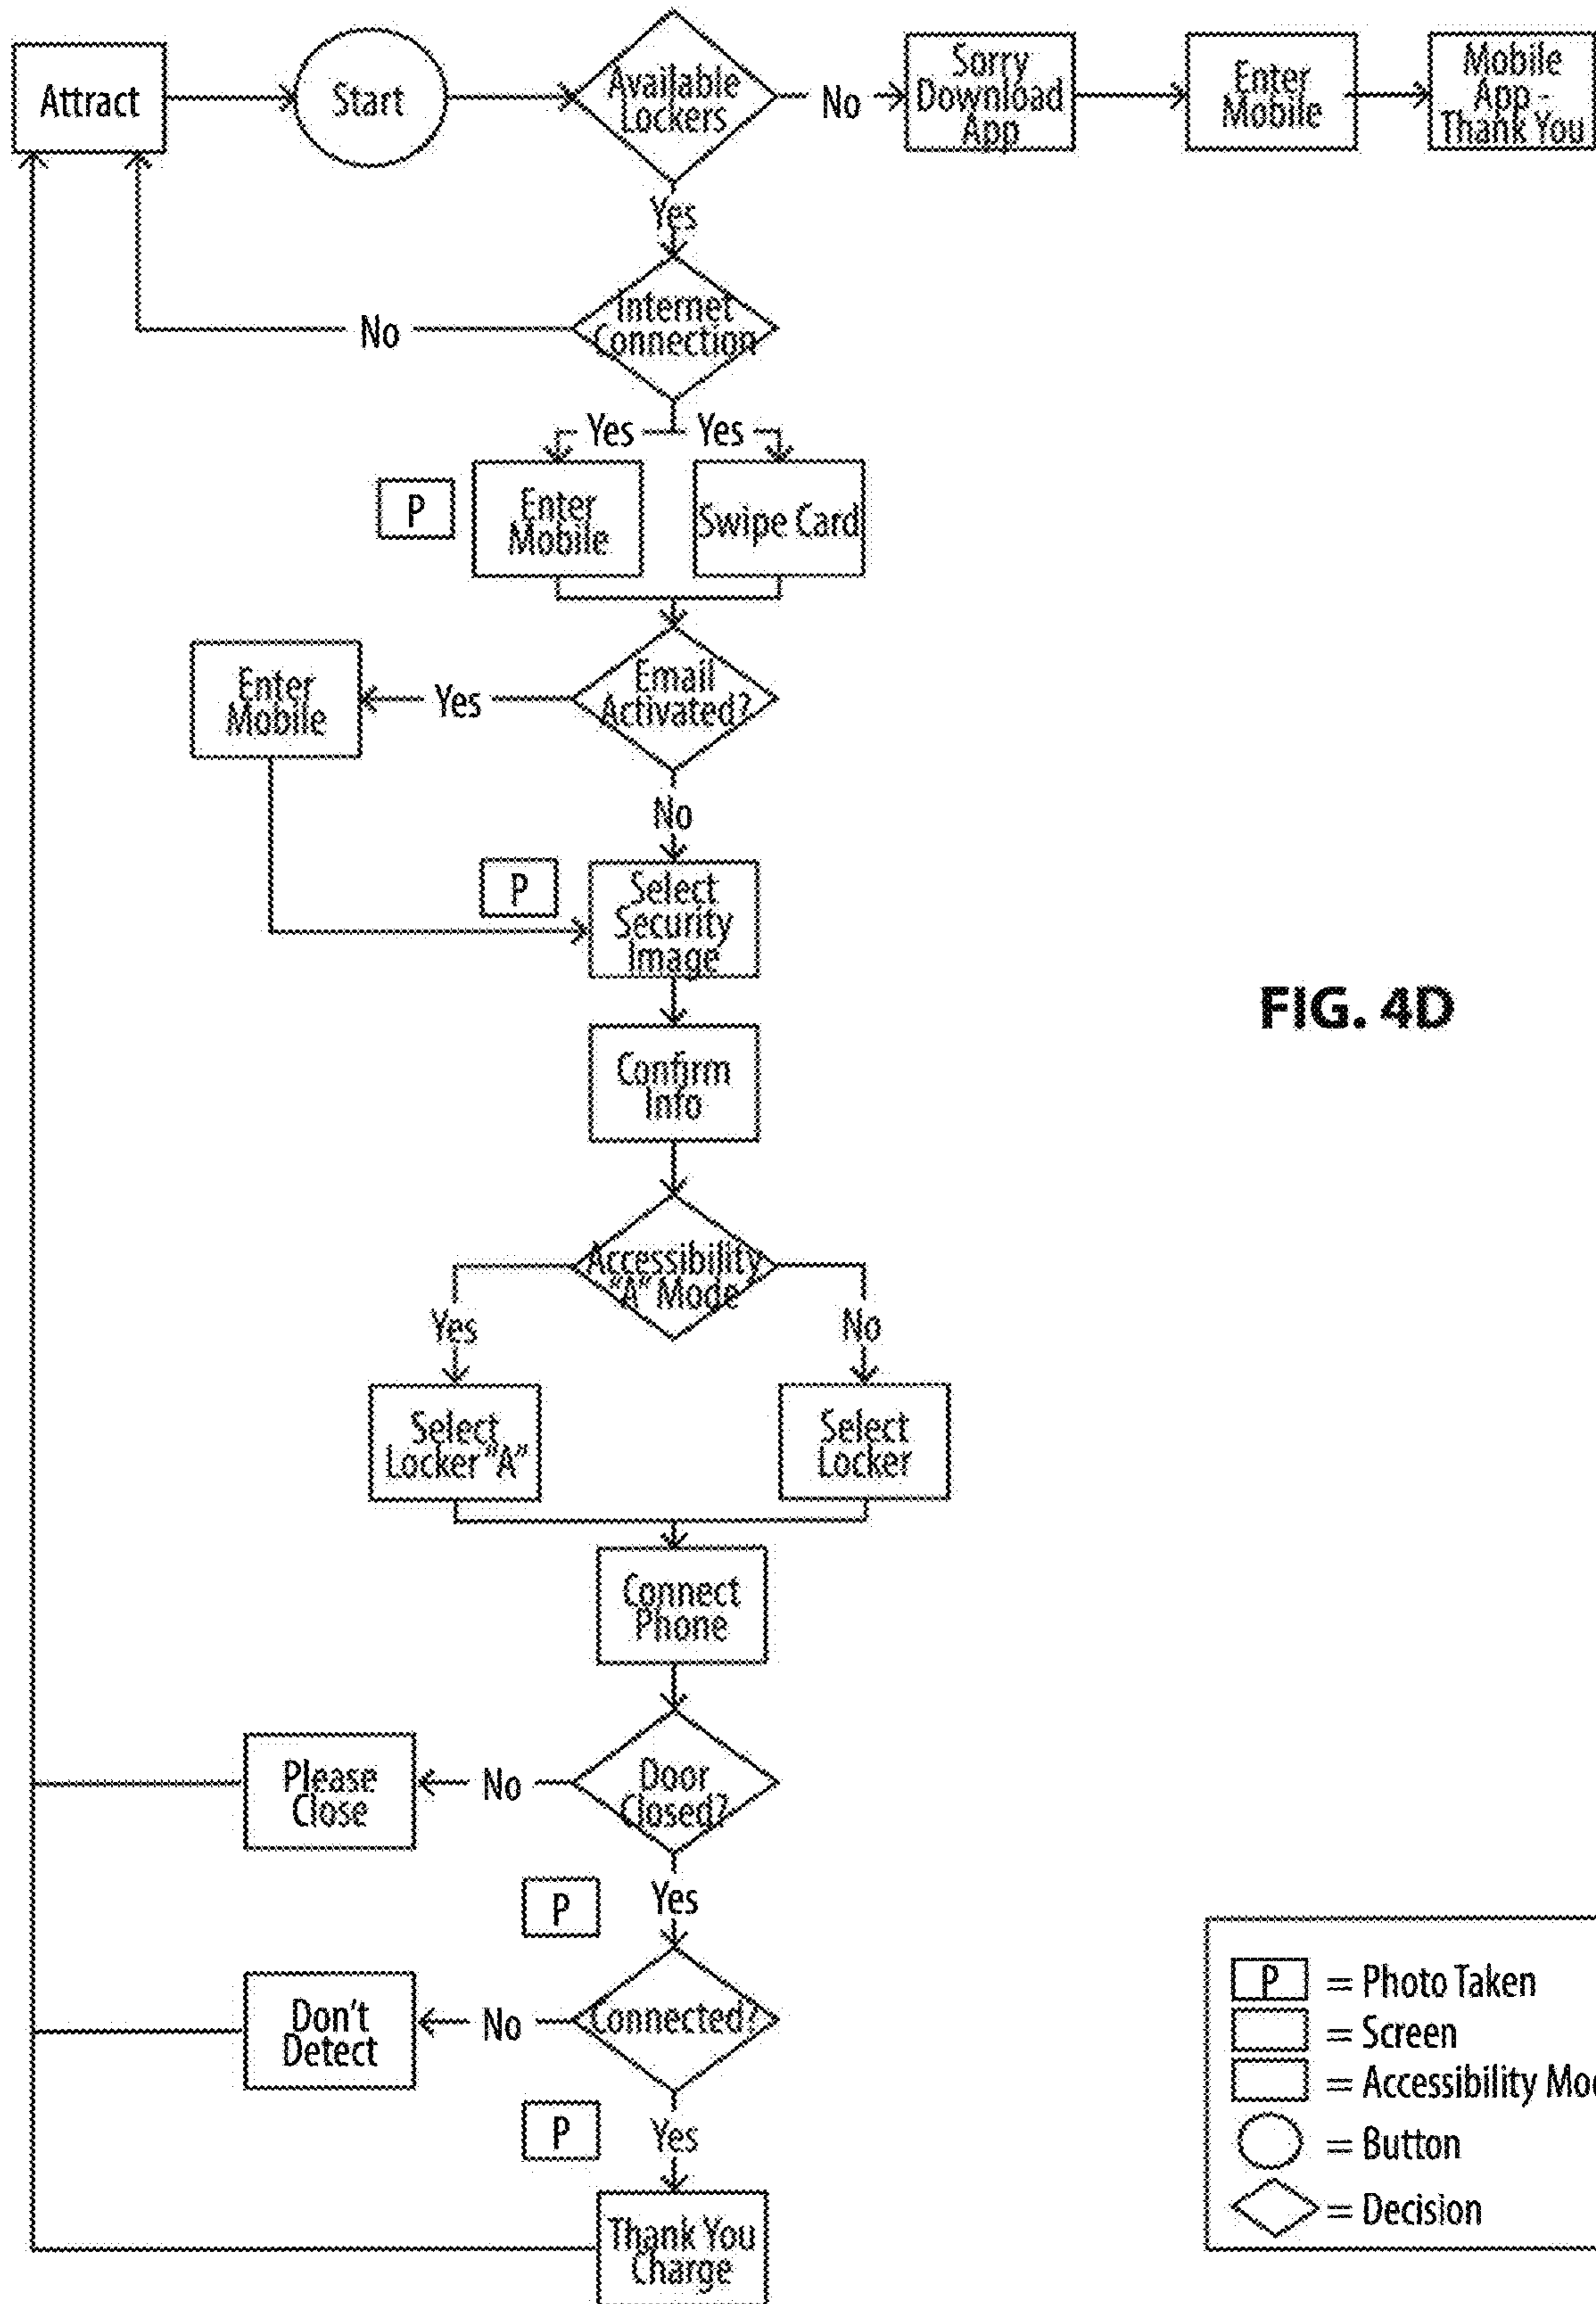 Attract
Start
Available
Lockers
No
Sorry
Download
App
Enter
Mobile
Mobile
App -
Thank You
Yes
Internet
Connection
No
Yes
Yes
P
Enter
Mobile
Swipe Card
Email
Activated?
Yes
Enter
Mobile
No
P
Select
Security
Image
Confirm
Info
FIG. 4D
Accessibility
"A" Mode
Yes
No
Select
Locker "A"
Select
Locker
Connect
Phone
Door
Closed?
No
Please
Close
Yes
P
Connected?
No
Don't
Detect
Yes
P
Thank You
Charge
P = Photo Taken
= Screen
= Accessibility Mod
= Button
= Decision